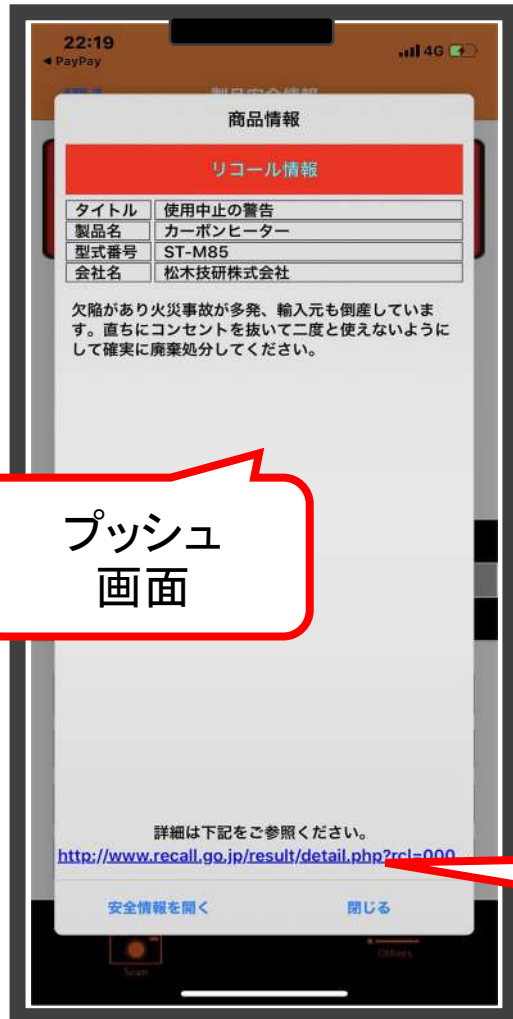 22:19
4G
◀ PayPay
商品情報
リコール情報
タイトル 使用中止の警告
製品名 カーボンヒーター
型式番号 ST-M85
会社名 松木技研株式会社
欠陥があり火災事故が多発、輸入元も倒産していま
す。直ちにコンセントを抜いて二度と使えないように
して確実に廃棄処分してください。
プッシュ
画面
詳細は下記をご参照ください。
http://www.recall.go.jp/result/detail.php?rcl=000
安全情報を開く 閉じる
Scan Others